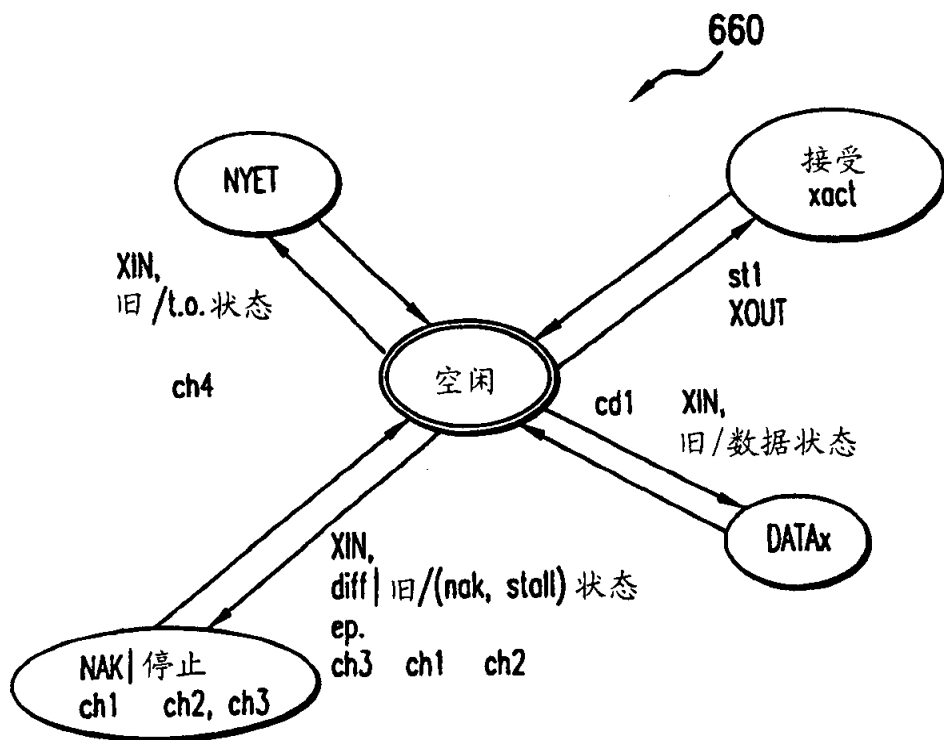 660
NYET
接受
xact
XIN,
旧/t.o.状态
ch4
st1
XOUT
空闲
cd1
XIN,
旧/数据状态
DATAx
XIN,
diff| 旧/(nak, stall) 状态
ep.
ch3 ch1 ch2
NAK| 停止
ch1 ch2, ch3